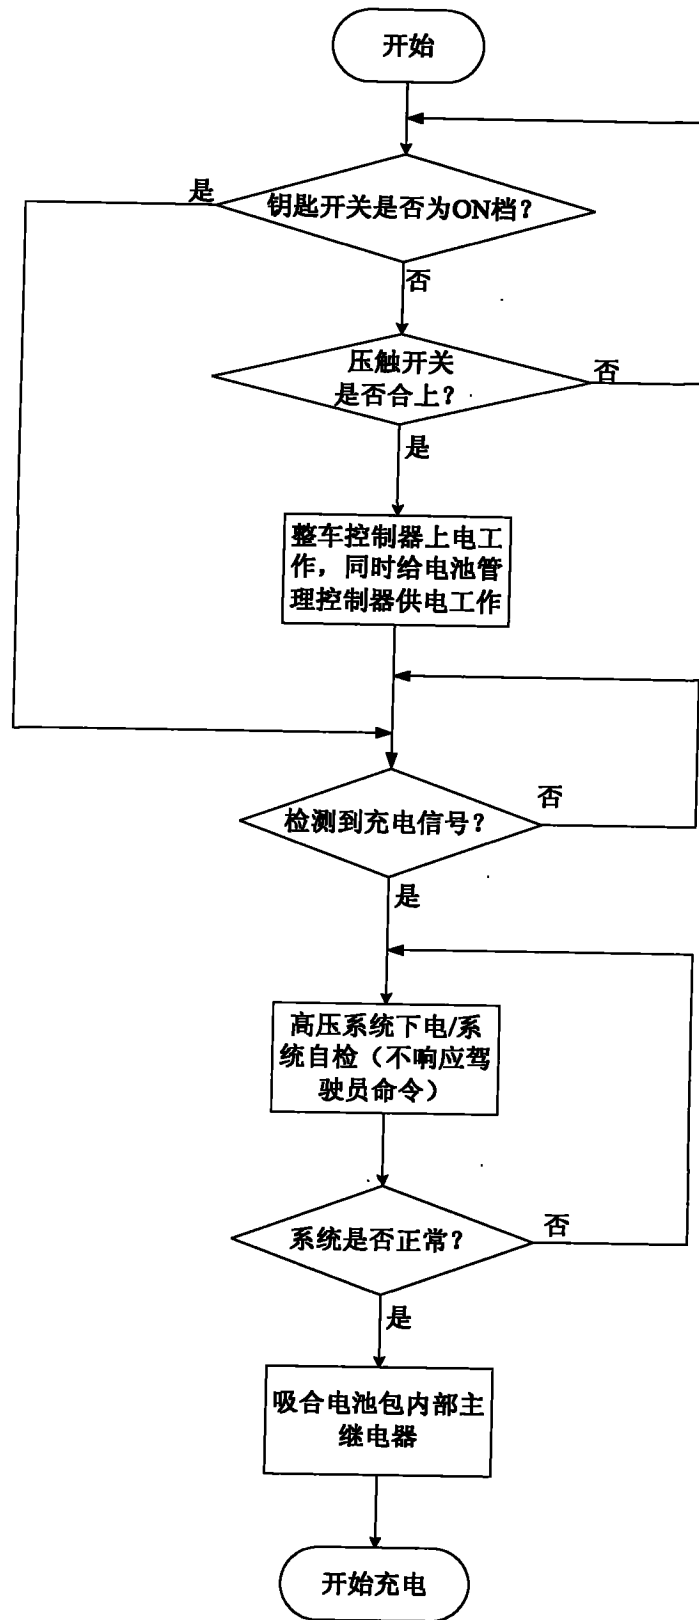 开始
是
钥匙开关是否为ON档？
否
压触开关
是否合上？
否
是
整车控制器上电工
作，同时给电池管
理控制器供电工作
检测到充电信号？
否
是
高压系统下电/系
统自检（不响应驾
驶员命令）
系统是否正常？
否
是
吸合电池包内部主
继电器
开始充电